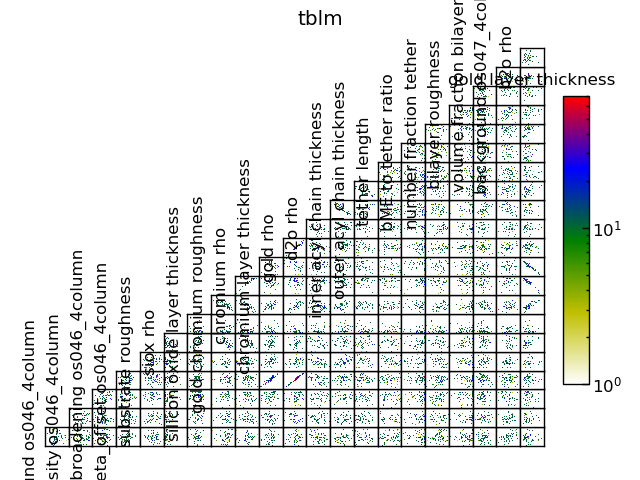 tblm
nd os046_4column
sity os046_4column
broadening os046_4column
eta_offset os046_4column
substrate roughness
siox rho
silicon oxide layer thickness
gold chromium roughness
chromium rho
chromium layer thickness
gold rho
d2o rho
inner acyl chain thickness
outer acyl chain thickness
tether length
bME to tether ratio
number fraction tether
bilayer roughness
volume fraction bilayer
background os047_4col
h2o rho
gold layer thickness
10¹
10⁰